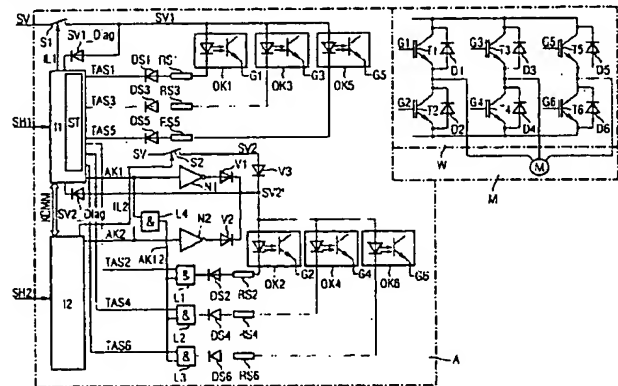 SV
SV1
S1
SV1_Diag
IL1
TAS1
DS1
RS1
OK1
G1
OK3
G3
OK5
G5
TAS3
DS3
RS3
TAS5
DS5
ST
I1
SH1
SV
S2
SV2
V3
AK1
N1
V1
SV2'
SV2_Diag
IL2
L4
&
N2
V2
AK2
AK12
TAS2
&
L1
DS2
RS2
OK2
G2
OK4
G4
OK6
G6
TAS4
&
L2
DS4
RS4
TAS6
&
L3
DS6
RS6
SH2
I2
A
G1
T1
D1
G3
T3
D3
G5
T5
D5
G2
T2
D2
G4
T4
D4
G6
T6
D6
W
M
M